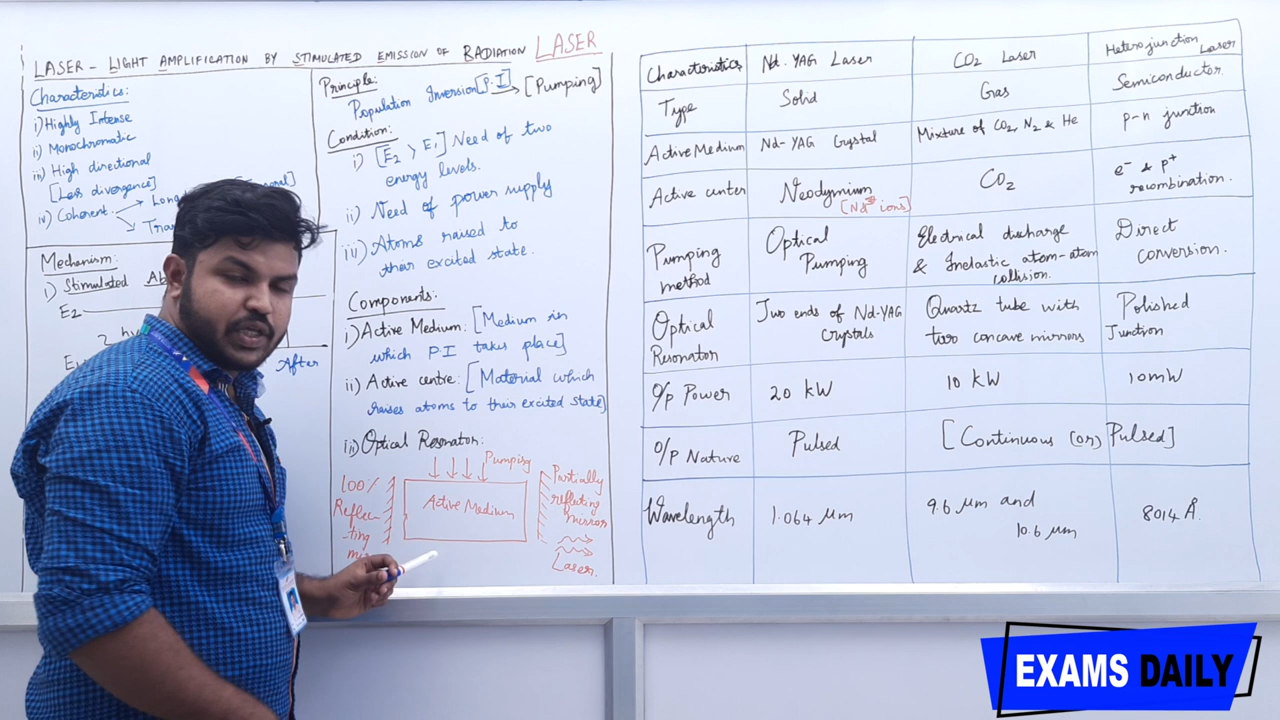 LASER - LIGHT AMPLIFICATION BY STIMULATED EMISSION OF RADIATION LASER
Characteristics:
i) Highly Intense
ii) Monochromatic
iii) High directional
[Less divergence]
iv) Coherent
Mechanism:
i) Stimulated
E2
hν
After
Principle:
Population Inversion [P.I] → [Pumping]
Condition:
i) [E2 > E1] Need of two
energy levels.
ii) Need of power supply
iii) Atoms raised to
their excited state.
Components:
i) Active Medium: [Medium in
which P.I takes place]
ii) Active centre: [Material which
raises atoms to their excited state]
iii) Optical Resonator:
Pumping
100%
Reflec-
-ting
Active Medium
Partially
reflecting
mirror
Laser.
Characteristics Nd. YAG Laser CO2 Laser Heterojunction Laser
Type Solid Gas Semiconductor
Active Medium Nd-YAG Crystal Mixture of CO2, N2 & He p-n junction
Active center Neodymium [Nd3+ ions] CO2 e- & p+ recombination.
Pumping method Optical Pumping Electrical discharge & Inelastic atom-atom collision. Direct conversion.
Optical Resonator Two ends of Nd-YAG Crystals Quartz tube with two concave mirrors Polished Junction
O/p Power 20 kW 10 kW 10mW
O/p Nature Pulsed [Continuous (or) Pulsed]
Wavelength 1.064 μm 9.6 μm and 10.6 μm 8014 Å.
EXAMS DAILY